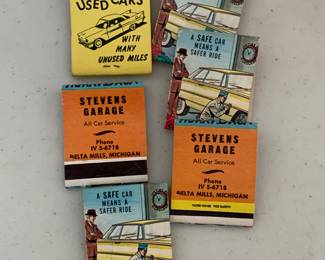 USED CARS
WITH
MANY
UNUSED MILES
A SAFE CAR
MEANS A
SAFER RIDE
STEVENS
GARAGE
All Car Service
Phone
IV 5-6718
DELTA MILLS, MICHIGAN
STEVENS
GARAGE
All Car Service
Phone
IV 5-6718
DELTA MILLS, MICHIGAN
A SAFE CAR
MEANS A
SAFER RIDE